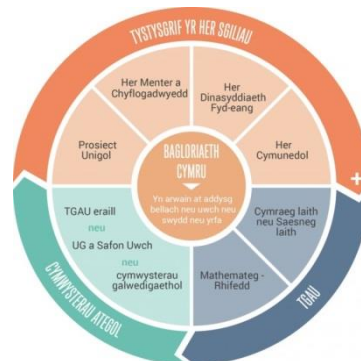 TYSTYSGRIF YR HER SGILIAU
Her Menter a
Chyflogadwyedd
Her
Dinasyddiaeth
Fyd-eang
Prosiect
Unigol
Her
Cymunedol
BAGLORIAETH
CYMRU
Yn arwain at addysg
bellach neu uwch neu
swydd neu yrfa
+
TGAU eraill
neu
UG a Safon Uwch
neu
cymwysterau
galwedigaethol
Cymraeg Iaith
neu Saesneg
Iaith
Mathemateg -
Rhifedd
CYMWYSTERAU ATEGOL
TGAU